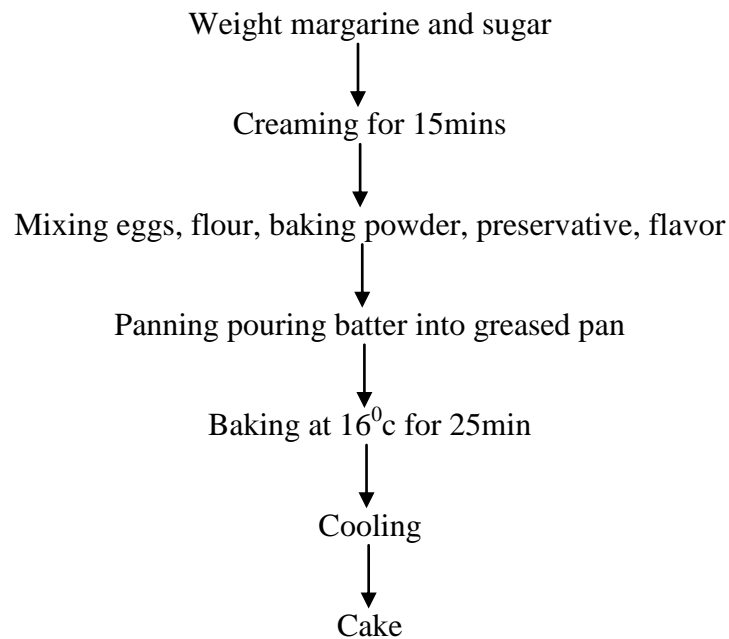 Weight margarine and sugar
Creaming for 15mins
Mixing eggs, flour, baking powder, preservative, flavor
Panning pouring batter into greased pan
Baking at 16⁰c for 25min
Cooling
Cake